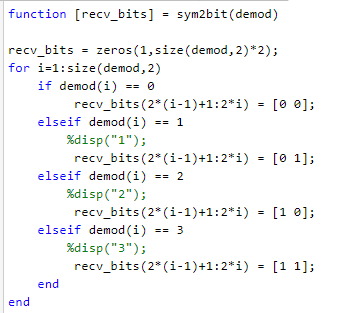 function [recv_bits] = sym2bit(demod)
recv_bits = zeros(1,size(demod,2)*2);
for i=1:size(demod,2)
    if demod(i) == 0
         recv_bits(2*(i-1)+1:2*i) = [0 0];
    elseif demod(i) == 1
        %disp("1");
         recv_bits(2*(i-1)+1:2*i) = [0 1];
    elseif demod(i) == 2
        %disp("2");
         recv_bits(2*(i-1)+1:2*i) = [1 0];
    elseif demod(i) == 3
        %disp("3");
         recv_bits(2*(i-1)+1:2*i) = [1 1];
    end
end